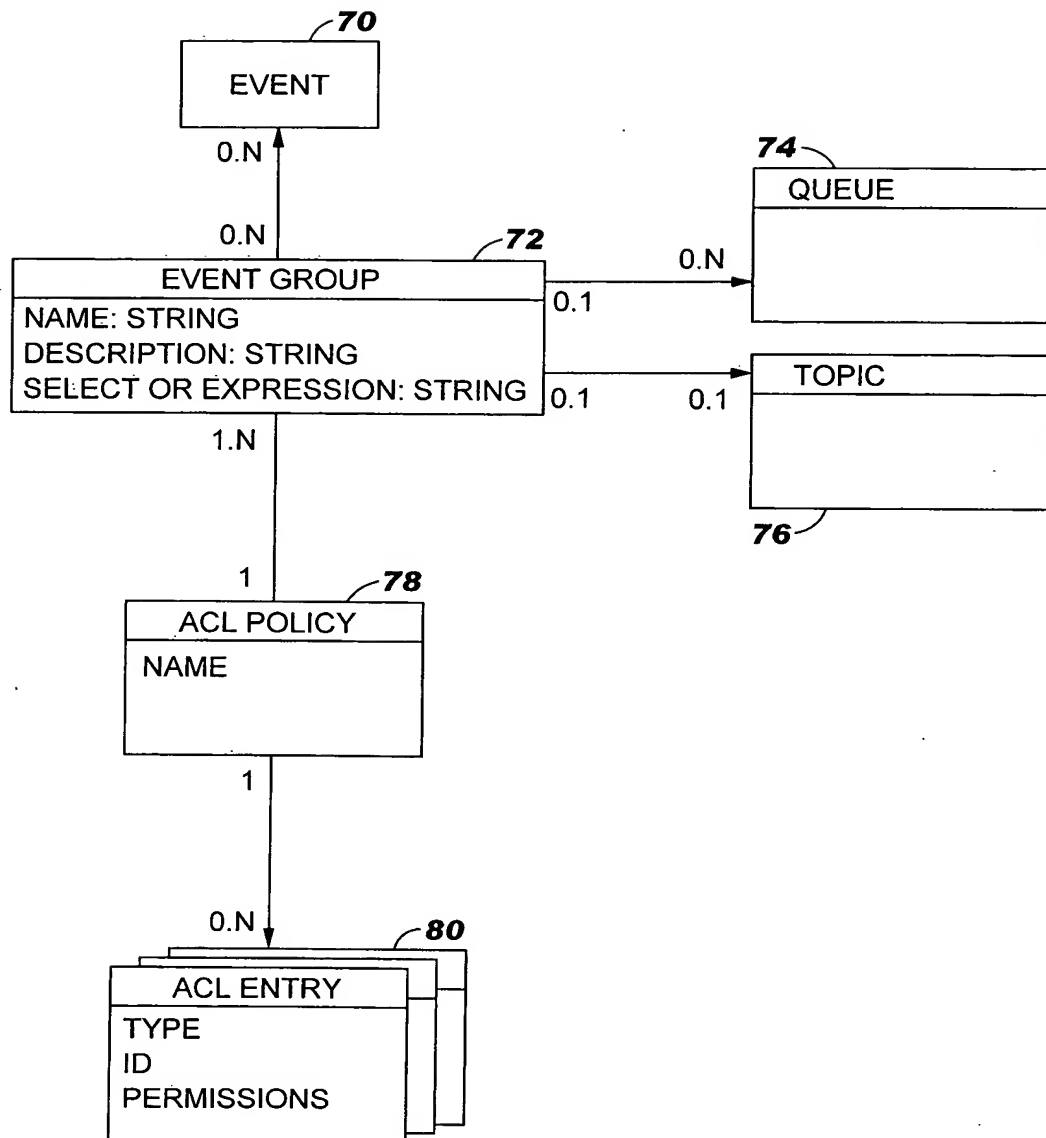 70
EVENT
0.N
74
QUEUE
0.N
72
EVENT GROUP
0.N
0.1
NAME: STRING
DESCRIPTION: STRING
SELECT OR EXPRESSION: STRING
TOPIC
0.1
0.1
1.N
76
1
78
ACL POLICY
NAME
1
0.N
80
ACL ENTRY
TYPE
ID
PERMISSIONS